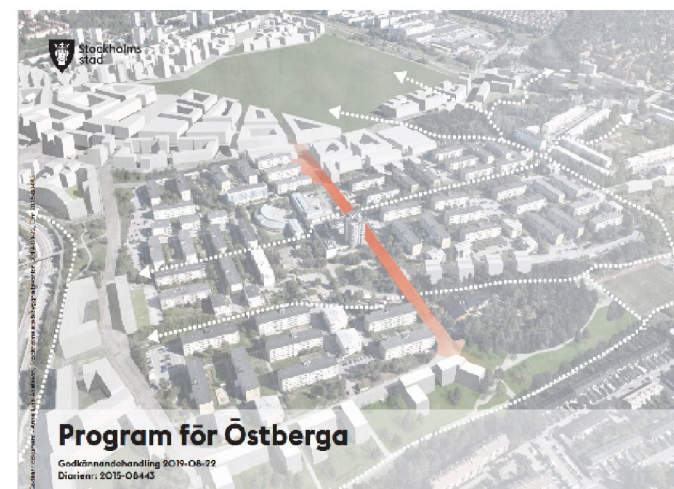 Stockholms
stad
Program för Östberga
Godkännandehandling 2019-08-22
Diarienr: 2015-08443